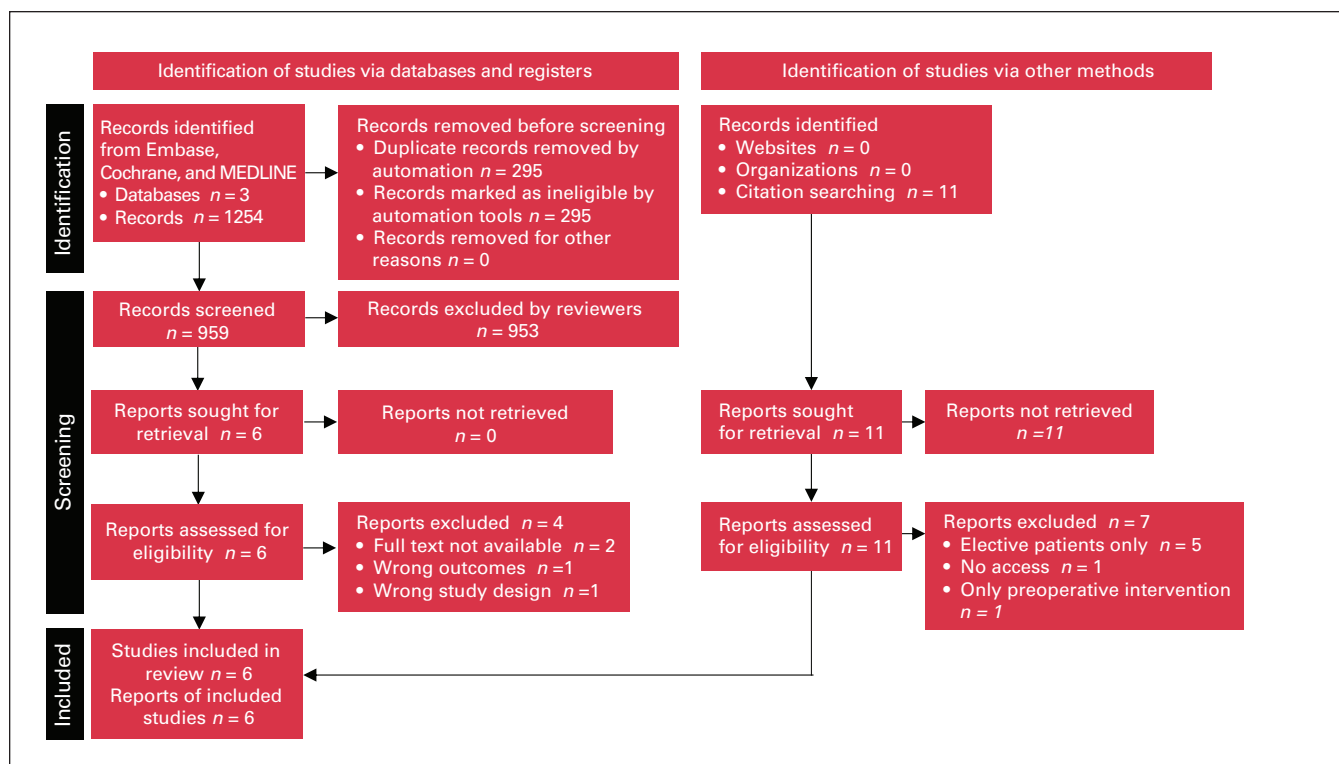 Identification of studies via databases and registers
Identification of studies via other methods
Identification
Records identified
from Embase,
Cochrane, and MEDLINE
• Databases n = 3
• Records n = 1254
Records removed before screening
• Duplicate records removed by
automation n = 295
• Records marked as ineligible by
automation tools n = 295
• Records removed for other
reasons n = 0
Records identified
• Websites n = 0
• Organizations n = 0
• Citation searching n = 11
Screening
Records screened
n = 959
Records excluded by reviewers
n = 953
Reports sought for
retrieval n = 6
Reports not retrieved
n = 0
Reports sought
for retrieval n = 11
Reports not retrieved
n =11
Reports assessed for
eligibility n = 6
Reports excluded n = 4
• Full text not available n = 2
• Wrong outcomes n =1
• Wrong study design n =1
Reports assessed
for eligibility n = 11
Reports excluded n = 7
• Elective patients only n = 5
• No access n = 1
• Only preoperative intervention
n = 1
Included
Studies included in
review n = 6
Reports of included
studies n = 6